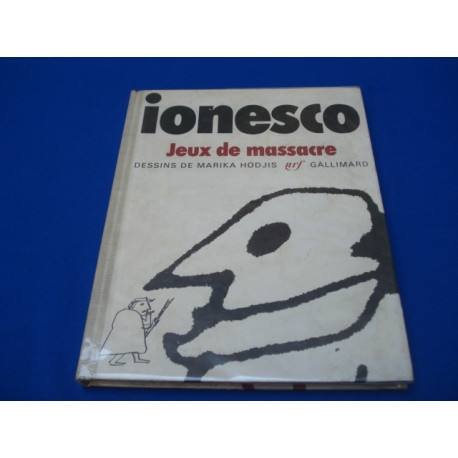 ionesco
Jeux de massacre
DESSINS DE MARIKA HODJIS nrf GALLIMARD